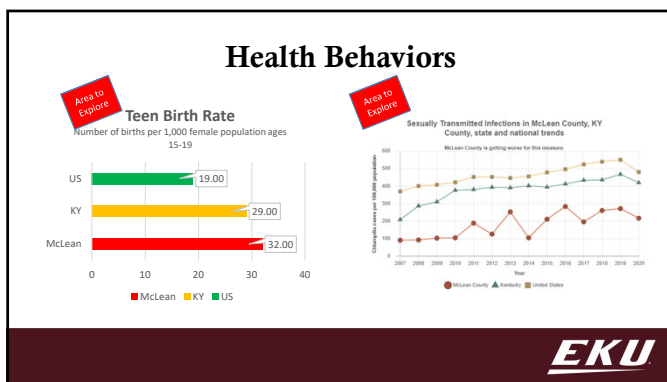 Health Behaviors
Area to
Explore
Teen Birth Rate
Number of births per 1,000 female population ages
15-19
US
19.00
KY
29.00
McLean
32.00
0 10 20 30 40
McLean KY US
Area to
Explore
Sexually Transmitted Infections in McLean County, KY
County, state and national trends
McLean County is getting worse for this measure.
Chlamydia cases per 100,000 population
600
500
400
300
200
100
0
2007 2008 2009 2010 2011 2012 2013 2014 2015 2016 2017 2018 2019 2020
Year
McLean County Kentucky United States
EKU